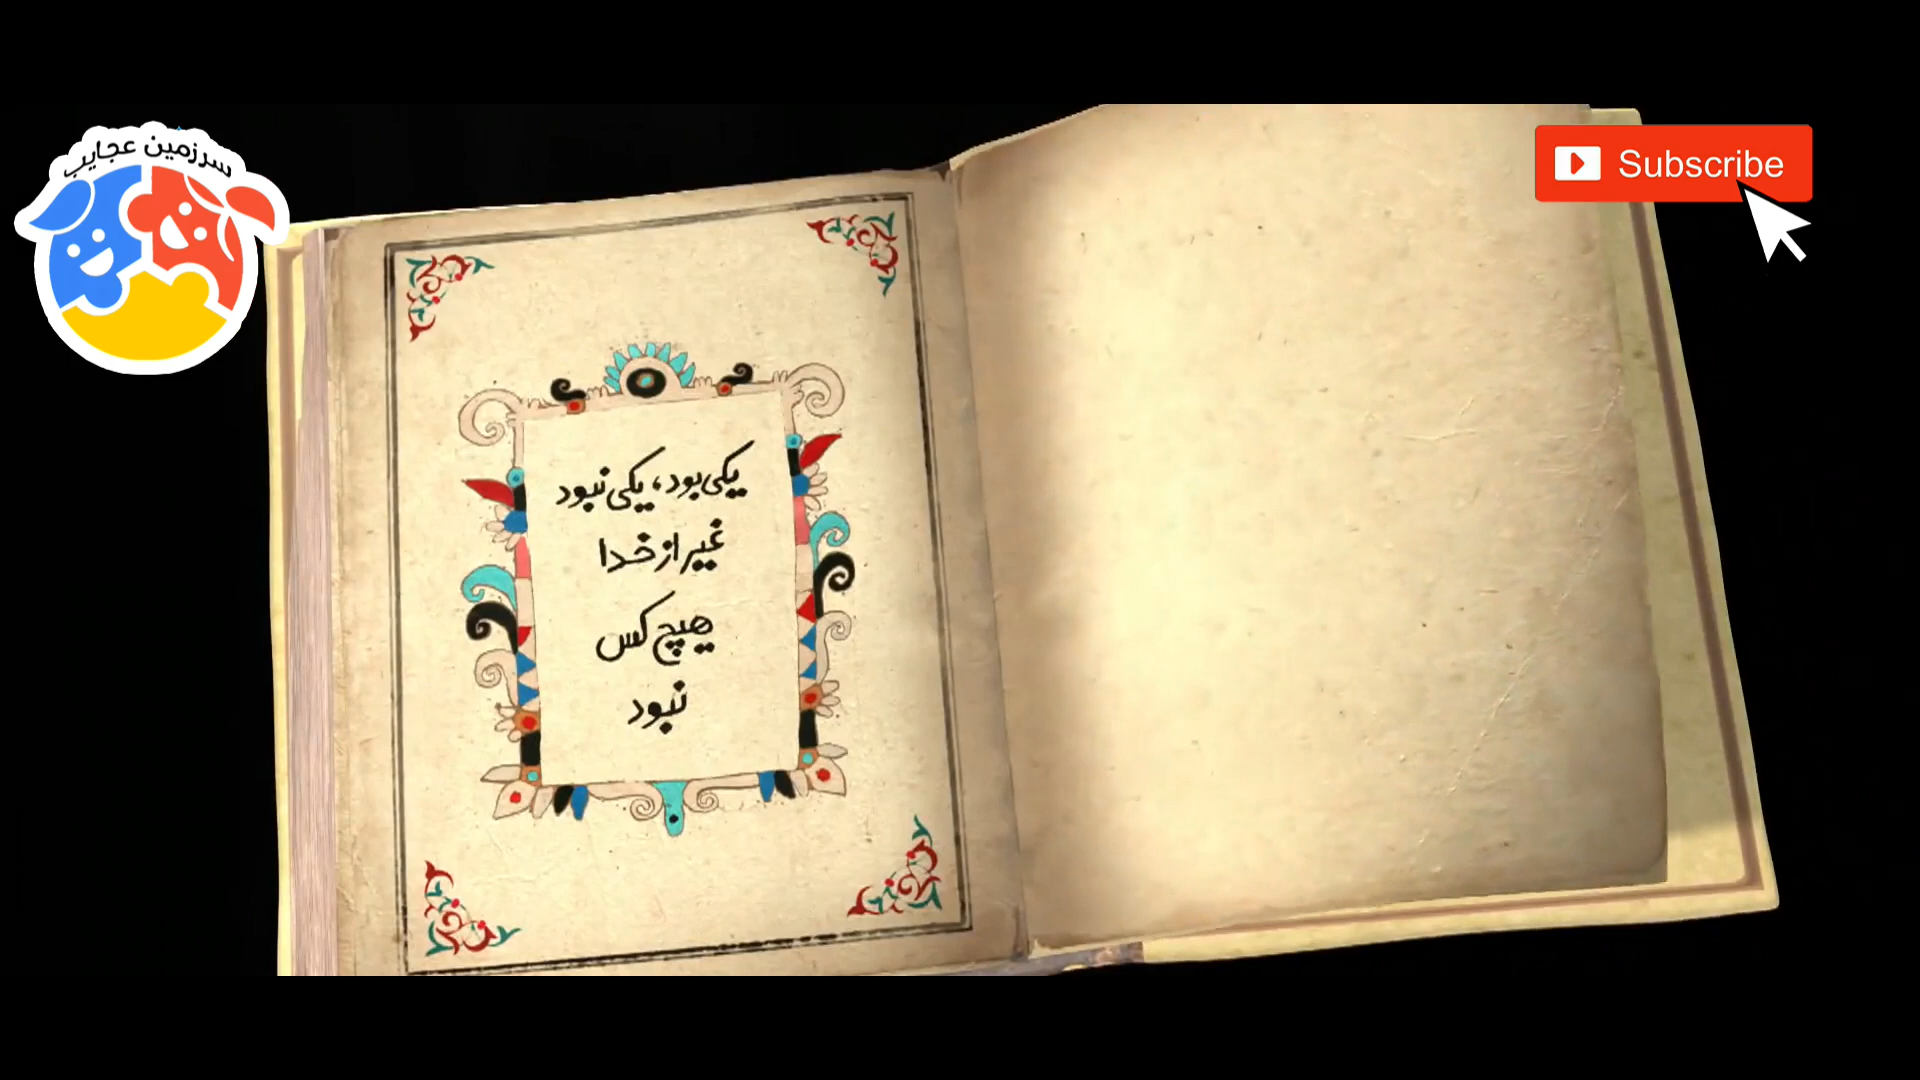 سرزمین عجایب
Subscribe
یکی بود، یکی نبود
غیر از خدا
هیچ کس
نبود